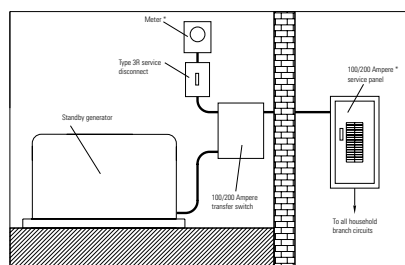 Meter *
Type 3R service
disconnect
100/200 Ampere *
service panel
Standby generator
100/200 Ampere
transfer switch
To all household
branch circuits